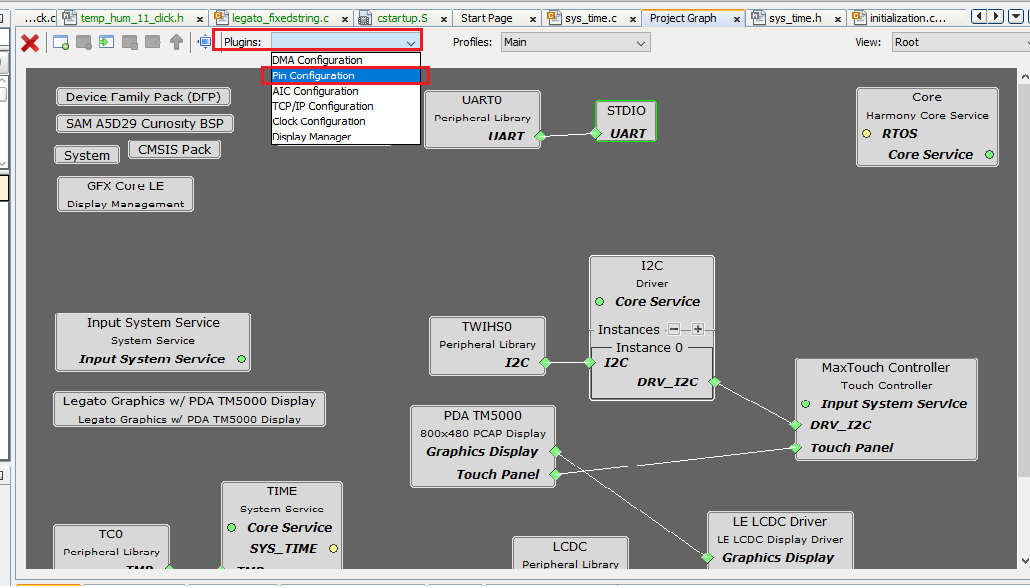 ...ck.c temp_hum_11_click.h legato_fixedstring.c cstartup.S Start Page sys_time.c Project Graph sys_time.h initialization.c...
Plugins: Profiles: Main View: Root
DMA Configuration
Pin Configuration
AIC Configuration
TCP/IP Configuration
Clock Configuration
Display Manager
Device Family Pack (DFP)
SAM A5D29 Curiosity BSP
System
CMSIS Pack
GFX Core LE
Display Management
UART0
Peripheral Library
UART
STDIO
UART
Core
Harmony Core Service
RTOS
Core Service
I2C
Driver
Core Service
Instances
Instance 0
I2C
DRV_I2C
Input System Service
System Service
Input System Service
TWIHS0
Peripheral Library
I2C
MaxTouch Controller
Touch Controller
Input System Service
DRV_I2C
Touch Panel
Legato Graphics w/ PDA TM5000 Display
Legato Graphics w/ PDA TM5000 Display
PDA TM5000
800x480 PCAP Display
Graphics Display
Touch Panel
TIME
System Service
Core Service
SYS_TIME
TMR
TC0
Peripheral Library
TMR
LCDC
Peripheral Library
LE LCDC Driver
LE LCDC Display Driver
Graphics Display